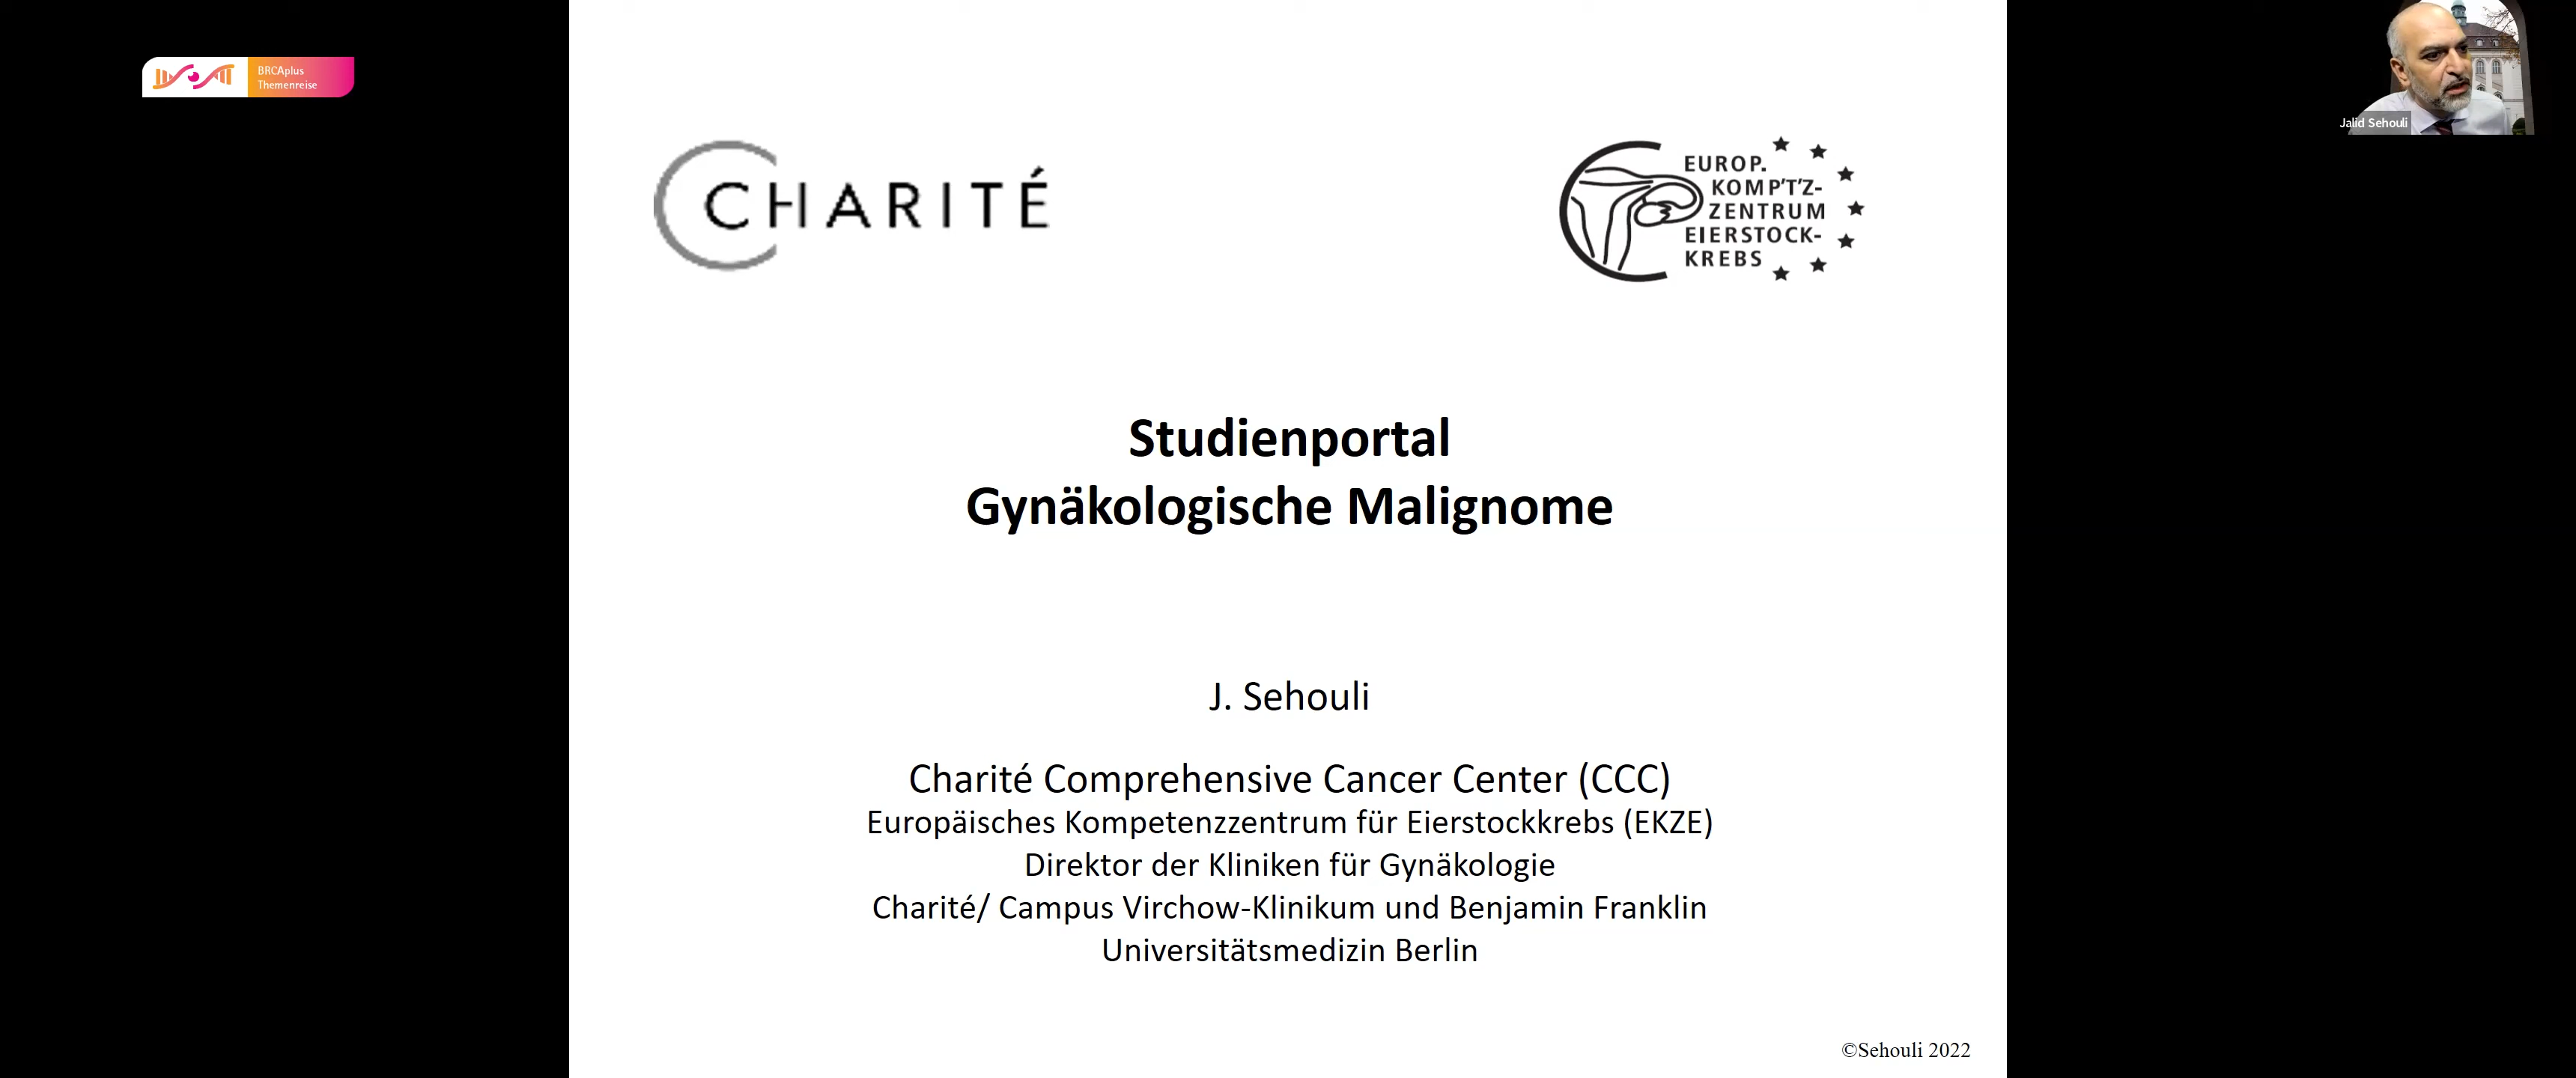 BRCAplus
Themenreise
Jalid Sehouli
CHARITÉ
EUROP.
KOMP'T'Z-
ZENTRUM
EIERSTOCK-
KREBS
Studienportal
Gynäkologische Malignome
J. Sehouli
Charité Comprehensive Cancer Center (CCC)
Europäisches Kompetenzzentrum für Eierstockkrebs (EKZE)
Direktor der Kliniken für Gynäkologie
Charité/ Campus Virchow-Klinikum und Benjamin Franklin
Universitätsmedizin Berlin
©Sehouli 2022